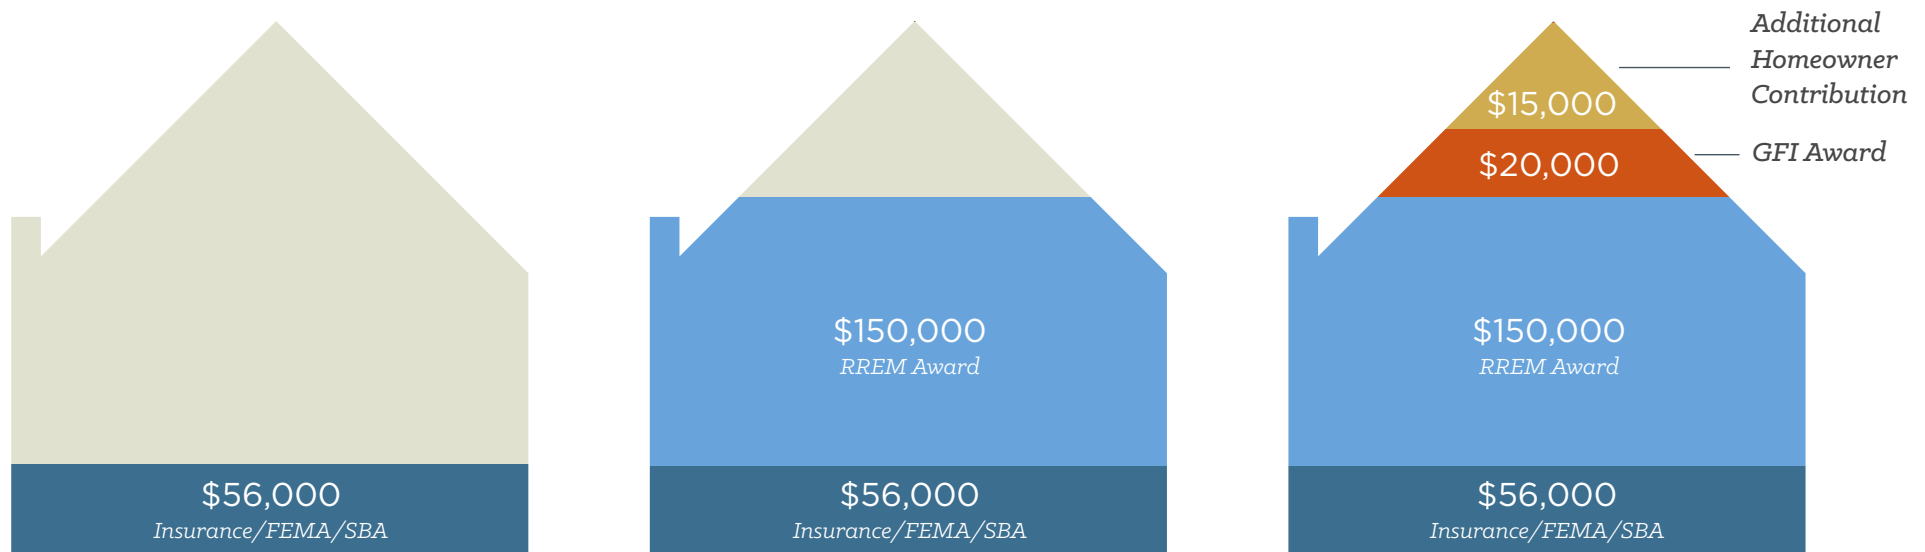 $56,000
Insurance/FEMA/SBA
$150,000
RREM Award
$56,000
Insurance/FEMA/SBA
Additional
Homeowner
Contribution
$15,000
GFI Award
$20,000
$150,000
RREM Award
$56,000
Insurance/FEMA/SBA